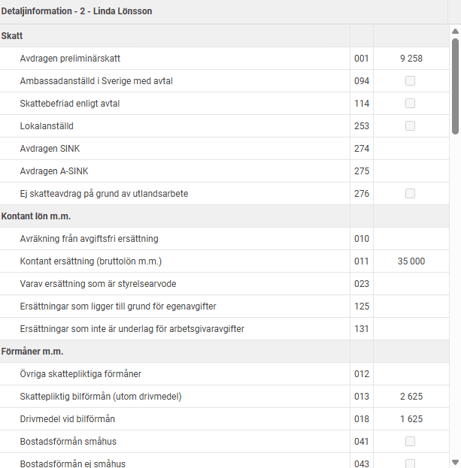 Detaljinformation - 2 - Linda Lönsson
Skatt
Avdragen preliminärskatt 001 9 258
Ambassadanställd i Sverige med avtal 094
Skattebefriad enligt avtal 114
Lokalanställd 253
Avdragen SINK 274
Avdragen A-SINK 275
Ej skatteavdrag på grund av utlandsarbete 276
Kontant lön m.m.
Avräkning från avgiftsfri ersättning 010
Kontant ersättning (bruttolön m.m.) 011 35 000
Varav ersättning som är styrelsearvode 023
Ersättningar som ligger till grund för egenavgifter 125
Ersättningar som inte är underlag för arbetsgivaravgifter 131
Förmåner m.m.
Övriga skattepliktiga förmåner 012
Skattepliktig bilförmån (utom drivmedel) 013 2 625
Drivmedel vid bilförmån 018 1 625
Bostadsförmån småhus 041
Bostadsförmån ej småhus 043